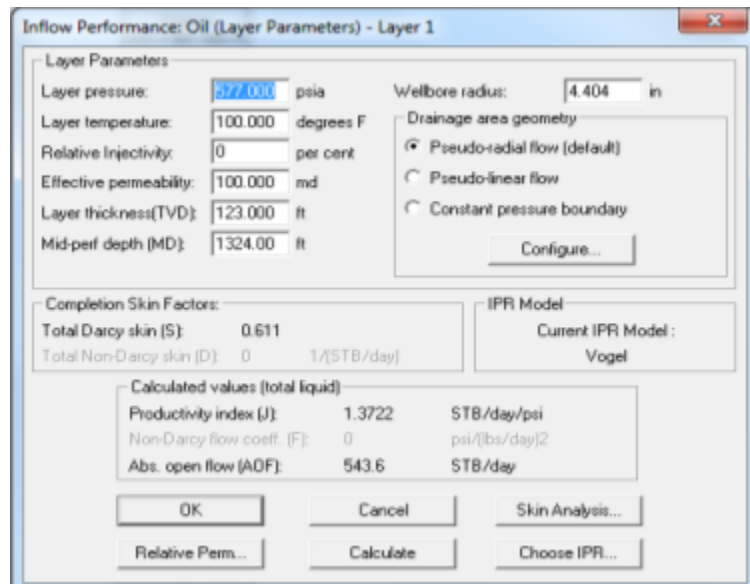 Inflow Performance: Oil (Layer Parameters) - Layer 1
Layer Parameters
Layer pressure: 577.000 psia
Layer temperature: 100.000 degrees F
Relative Injectivity: 0 per cent
Effective permeability: 100.000 md
Layer thickness(TVD): 123.000 ft
Mid-perf depth (MD): 1324.00 ft
Wellbore radius: 4.404 in
Drainage area geometry
Pseudo-radial flow (default)
Pseudo-linear flow
Constant pressure boundary
Configure...
Completion Skin Factors:
Total Darcy skin (S): 0.611
Total Non-Darcy skin (D): 0 1/(STB/day)
IPR Model
Current IPR Model :
Vogel
Calculated values (total liquid)
Productivity index (J): 1.3722 STB/day/psi
Non-Darcy flow coeff. (F): 0 psi/(lbs/day)2
Abs. open flow (AOF): 543.6 STB/day
OK Cancel Skin Analysis...
Relative Perm... Calculate Choose IPR...